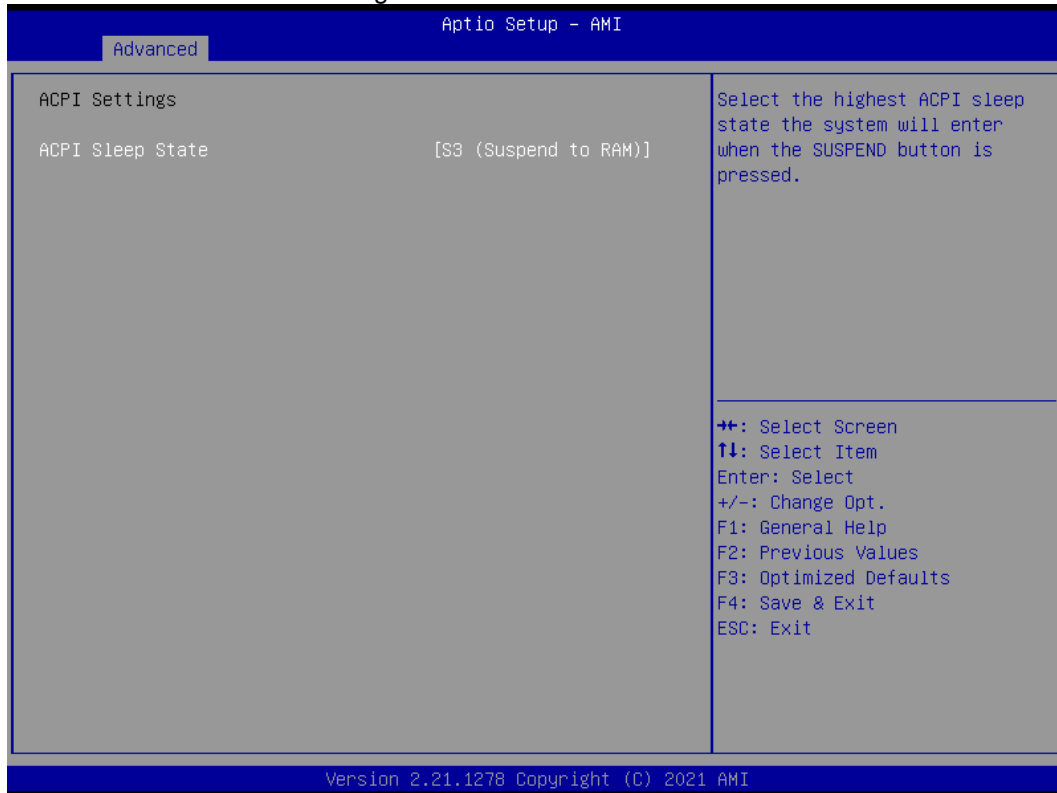 Aptio Setup – AMI
Advanced
ACPI Settings
ACPI Sleep State [S3 (Suspend to RAM)]
Select the highest ACPI sleep
state the system will enter
when the SUSPEND button is
pressed.
→←: Select Screen
↑↓: Select Item
Enter: Select
+/-: Change Opt.
F1: General Help
F2: Previous Values
F3: Optimized Defaults
F4: Save & Exit
ESC: Exit
Version 2.21.1278 Copyright (C) 2021 AMI